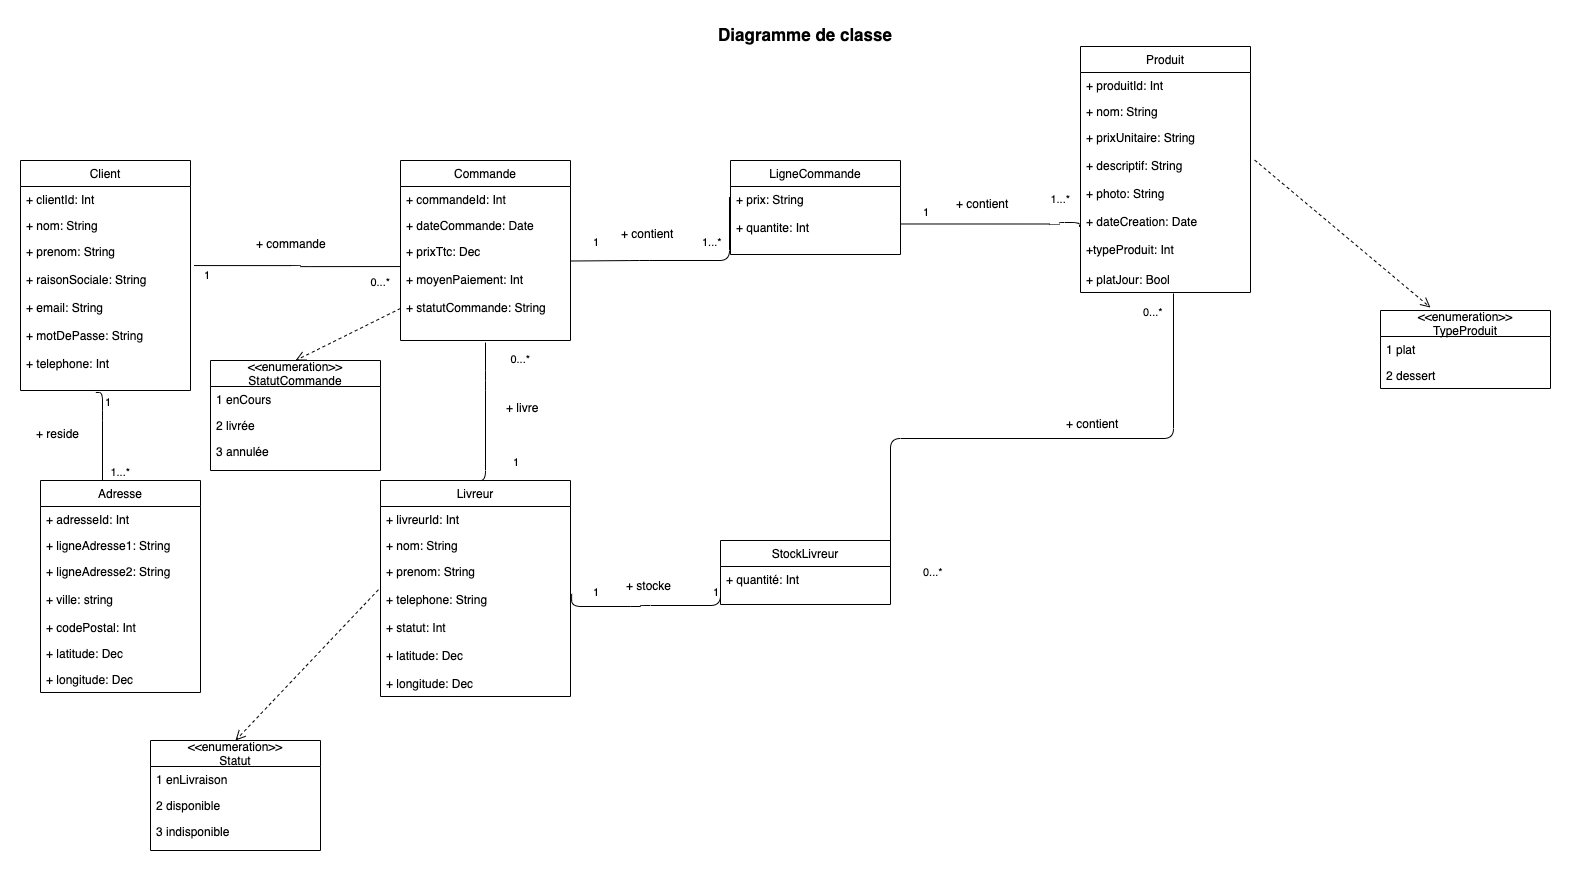 Diagramme de classe
Client
+ clientId: Int
+ nom: String
+ prenom: String
+ raisonSociale: String
+ email: String
+ motDePasse: String
+ telephone: Int
+ commande
1
0...*
Commande
+ commandeId: Int
+ dateCommande: Date
+ prixTtc: Dec
+ moyenPaiement: Int
+ statutCommande: String
1
+ contient
1...*
LigneCommande
+ prix: String
+ quantite: Int
1
+ contient
1...*
Produit
+ produitId: Int
+ nom: String
+ prixUnitaire: String
+ descriptif: String
+ photo: String
+ dateCreation: Date
+typeProduit: Int
+ platJour: Bool
<<enumeration>>
TypeProduit
1 plat
2 dessert
<<enumeration>>
StatutCommande
1 enCours
2 livrée
3 annulée
1
+ reside
1...*
Adresse
+ adresseId: Int
+ ligneAdresse1: String
+ ligneAdresse2: String
+ ville: string
+ codePostal: Int
+ latitude: Dec
+ longitude: Dec
0...*
+ livre
1
Livreur
+ livreurId: Int
+ nom: String
+ prenom: String
+ telephone: String
+ statut: Int
+ latitude: Dec
+ longitude: Dec
1
+ stocke
1
StockLivreur
+ quantité: Int
0...*
+ contient
0...*
<<enumeration>>
Statut
1 enLivraison
2 disponible
3 indisponible